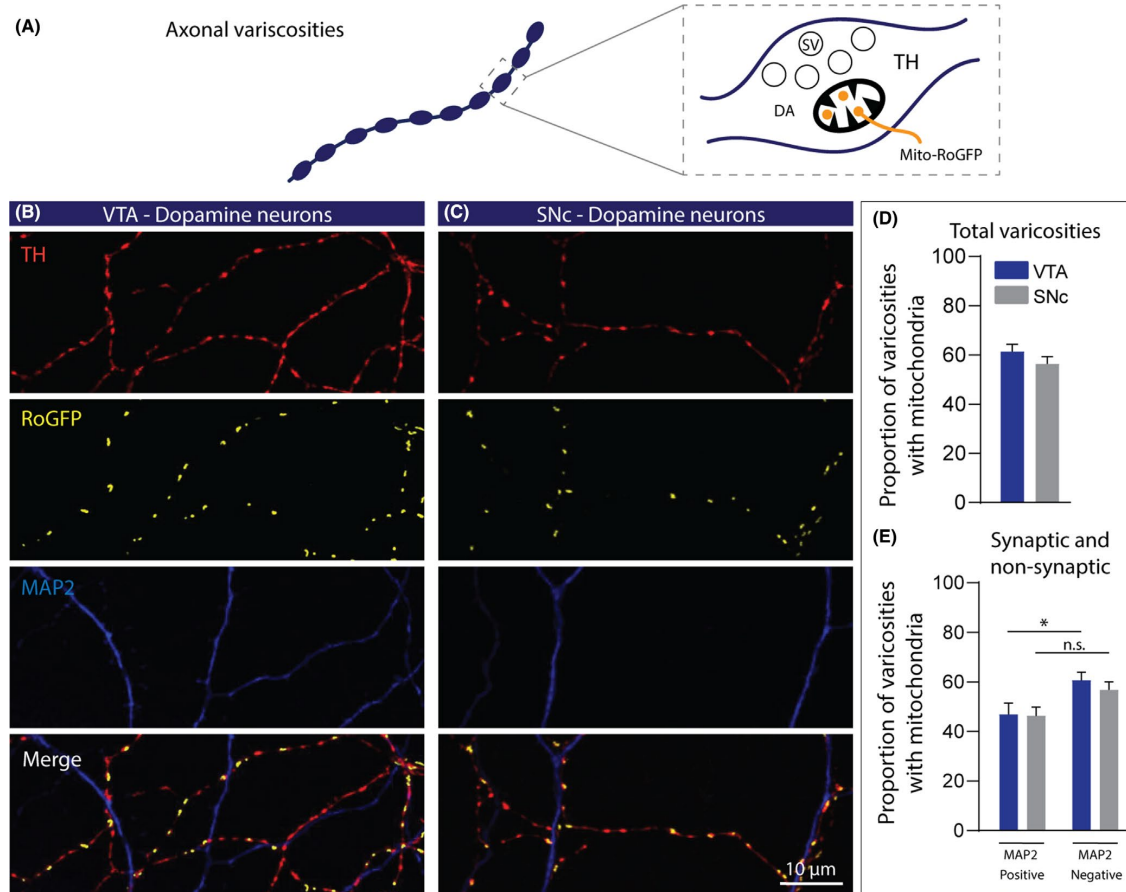 (A)
Axonal variscosities
SV
TH
DA
Mito-RoGFP
(B)
VTA - Dopamine neurons
TH
RoGFP
MAP2
Merge
(C)
SNc - Dopamine neurons
10 µm
(D)
Total varicosities
Proportion of varicosities
with mitochondria
100
80
60
40
20
0
VTA
SNc
(E)
Synaptic and
non-synaptic
Proportion of varicosities
with mitochondria
100
80
60
40
20
0
*
n.s.
MAP2
Positive
MAP2
Negative